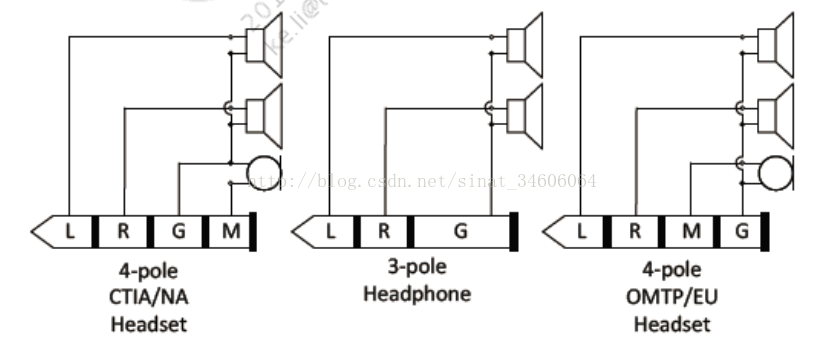 201
ke.li@
http://blog.csdn.net/sinat_34606064
L R G M
L R G
L R M G
4-pole
CTIA/NA
Headset
3-pole
Headphone
4-pole
OMTP/EU
Headset